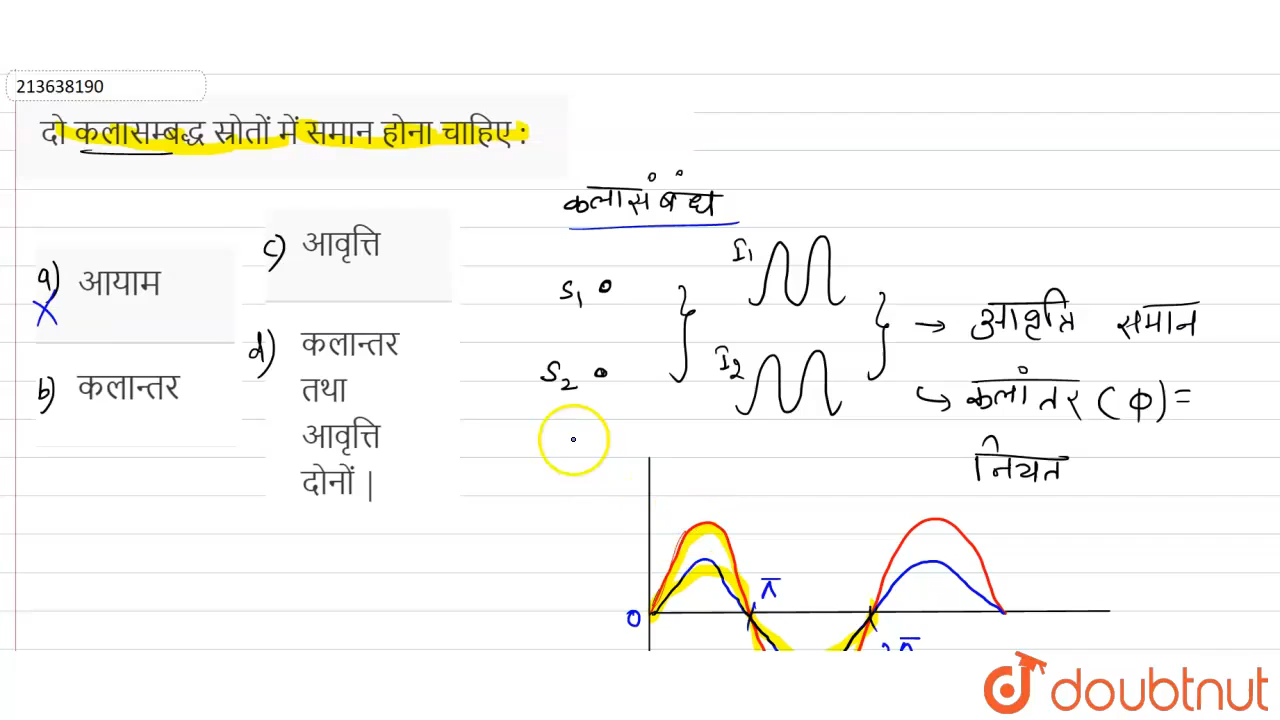 213638190
दो कलासम्बद्ध स्रोतों में समान होना चाहिए :
a) आयाम
b) कलान्तर
c) आवृत्ति
d) कलान्तर
तथा
आवृत्ति
दोनों |
कलासंबंध
S1
I1
S2
I2
→ आवृत्ति समान
↪ कलांतर (ϕ) =
नियत
0
π
2π
doubtnut